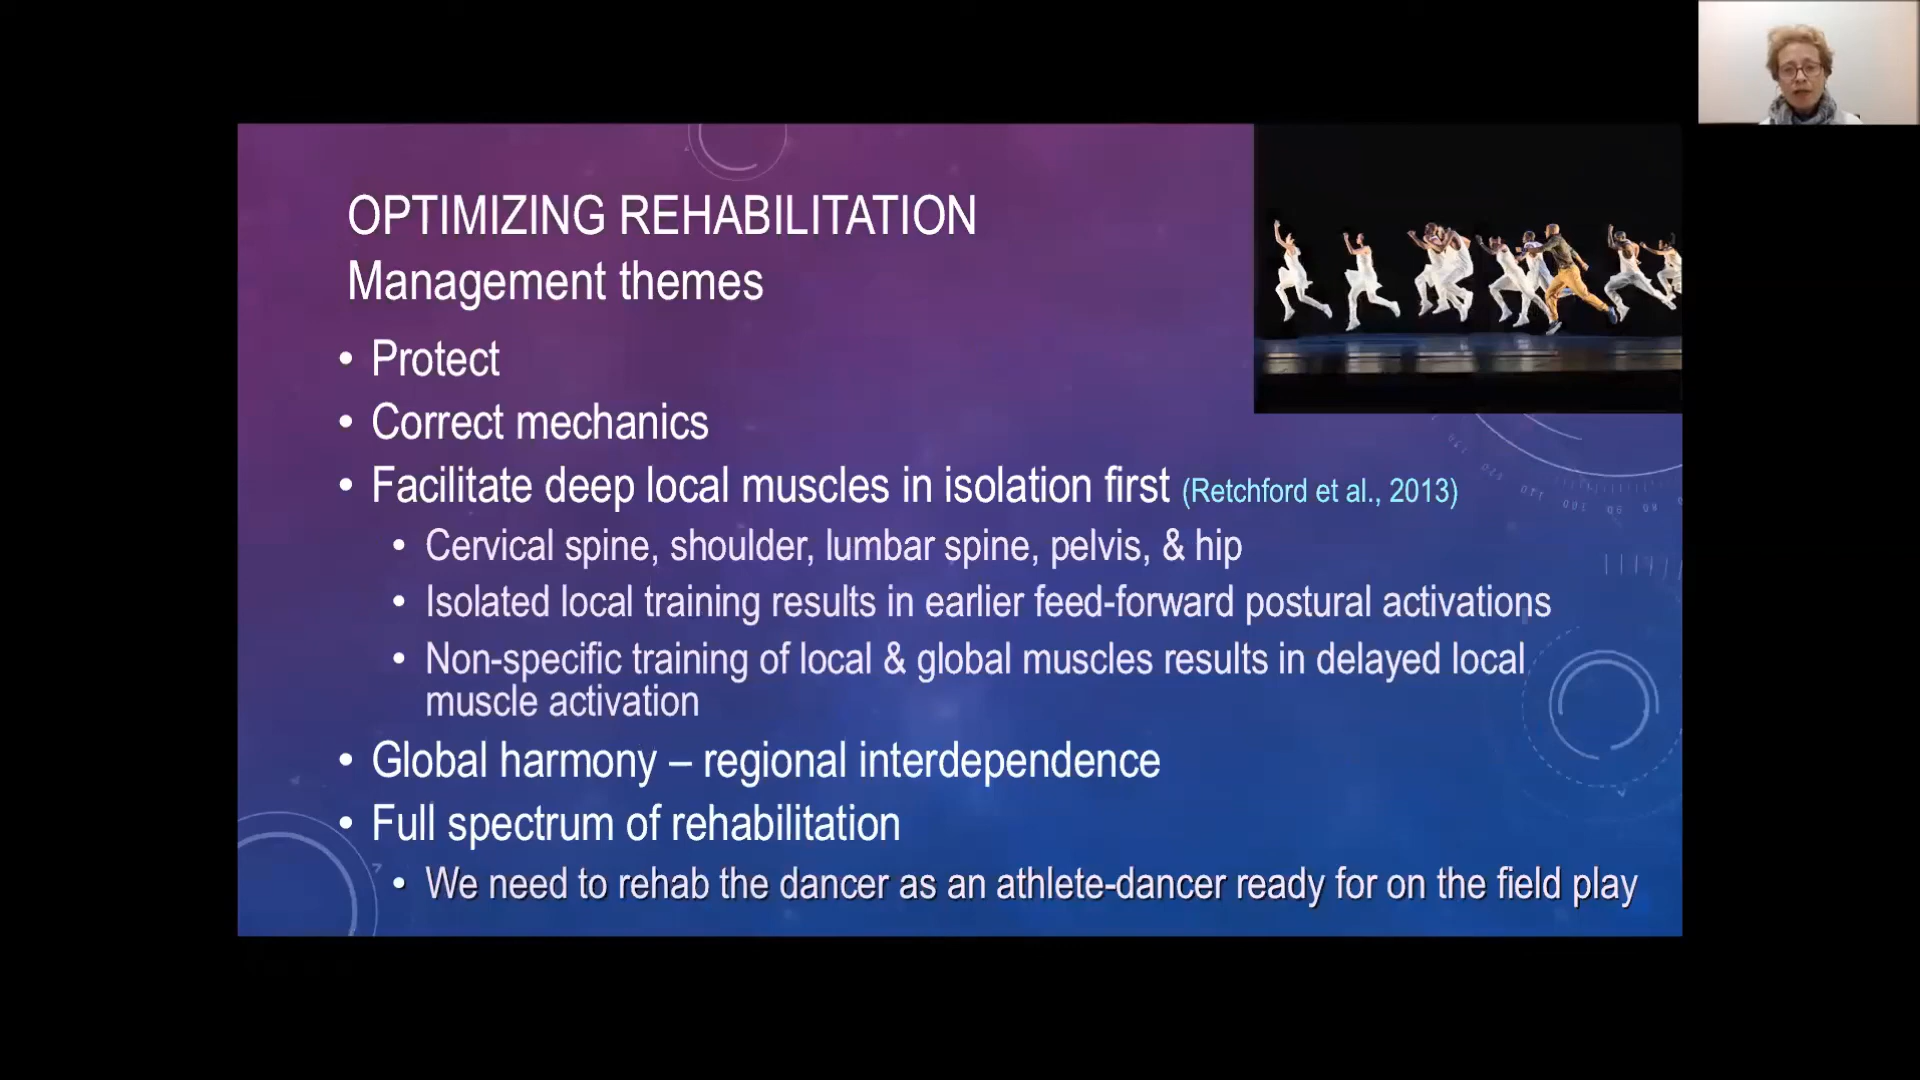 OPTIMIZING REHABILITATION
Management themes
• Protect
• Correct mechanics
• Facilitate deep local muscles in isolation first (Retchford et al., 2013)
• Cervical spine, shoulder, lumbar spine, pelvis, & hip
• Isolated local training results in earlier feed-forward postural activations
• Non-specific training of local & global muscles results in delayed local
muscle activation
• Global harmony – regional interdependence
• Full spectrum of rehabilitation
• We need to rehab the dancer as an athlete-dancer ready for on the field play